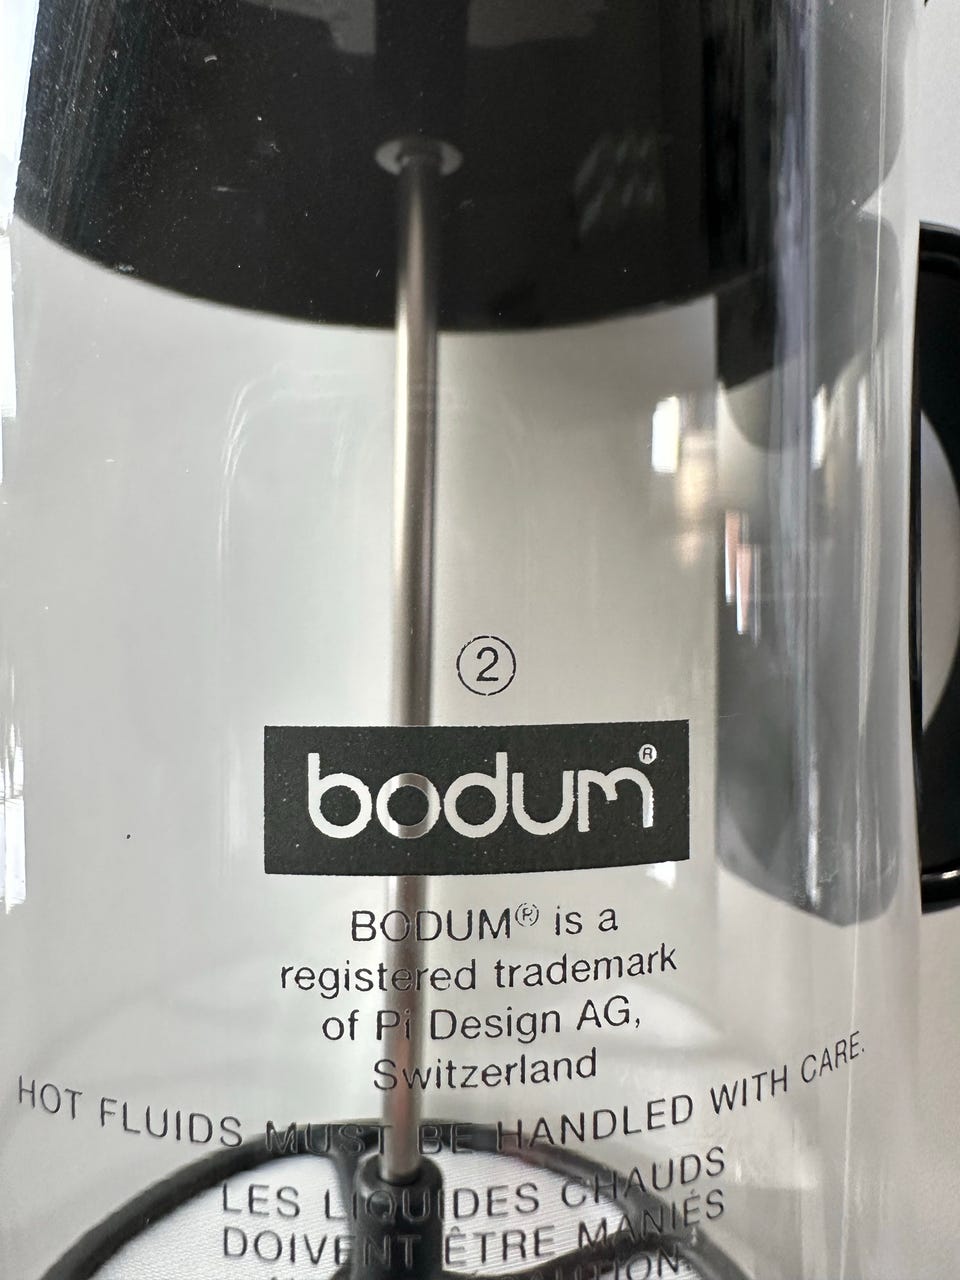 ②
bodum®
BODUM® is a
registered trademark
of Pi Design AG,
Switzerland
HOT FLUIDS MUST BE HANDLED WITH CARE.
LES LIQUIDES CHAUDS
DOIVENT ÊTRE MANIÉS